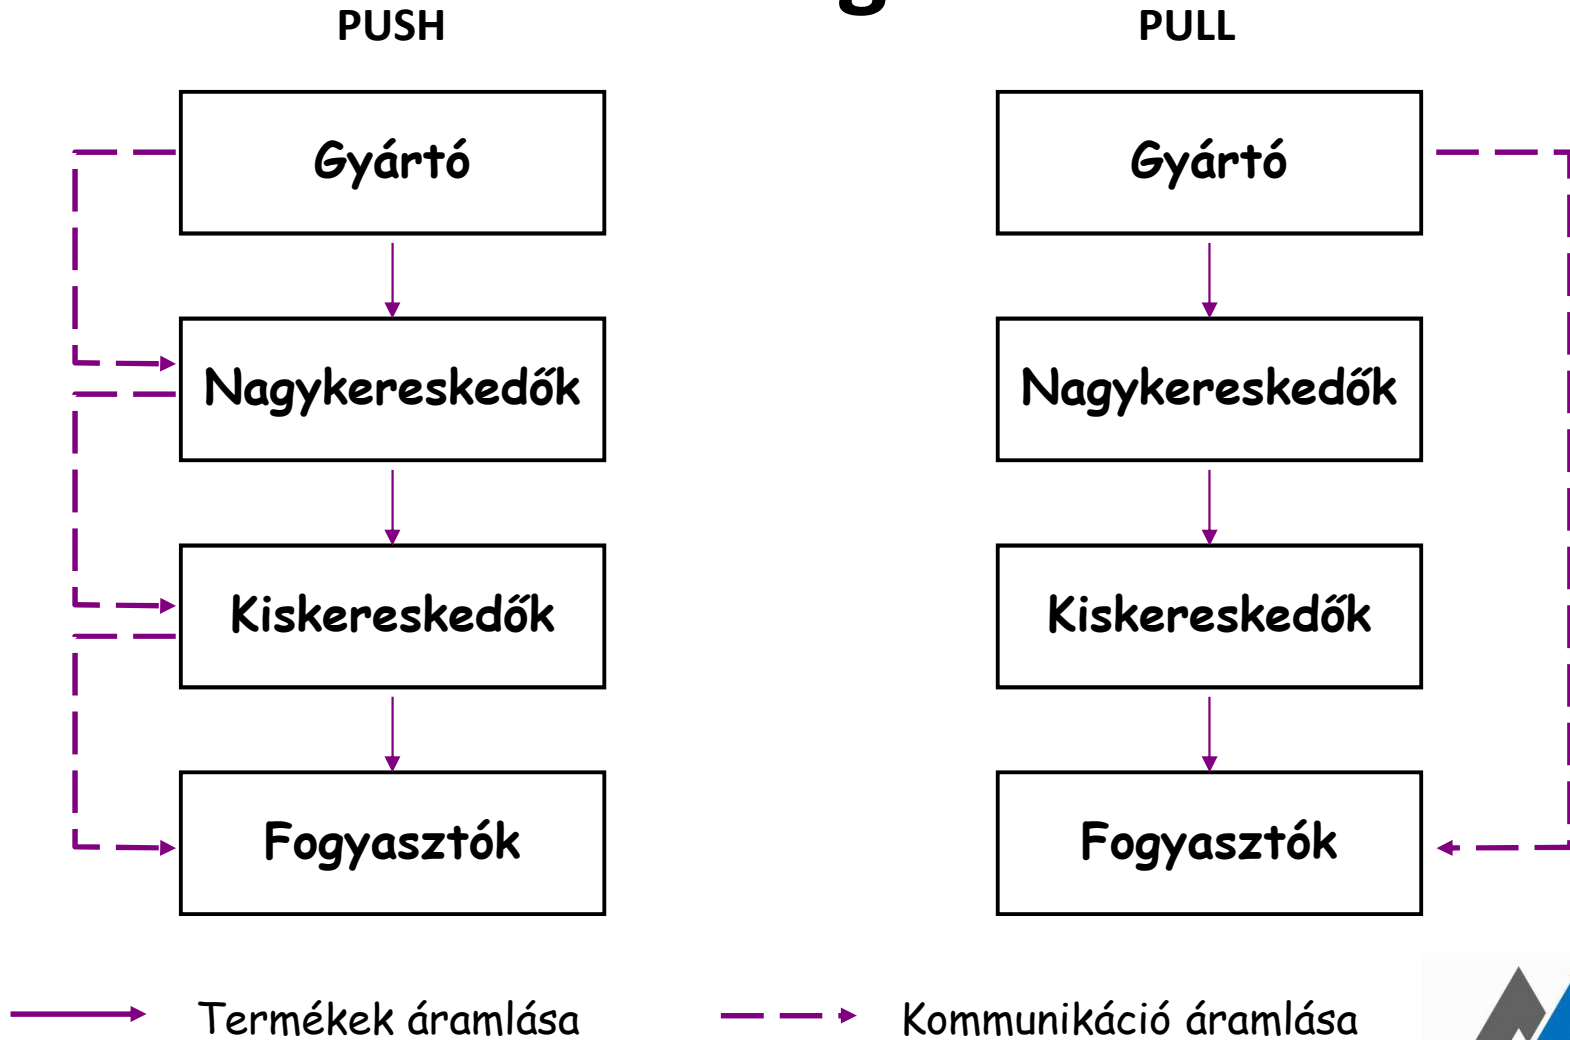 PUSH
PULL
Gyártó
Gyártó
Nagykereskedők
Nagykereskedők
Kiskereskedők
Kiskereskedők
Fogyasztók
Fogyasztók
Termékek áramlása
Kommunikáció áramlása